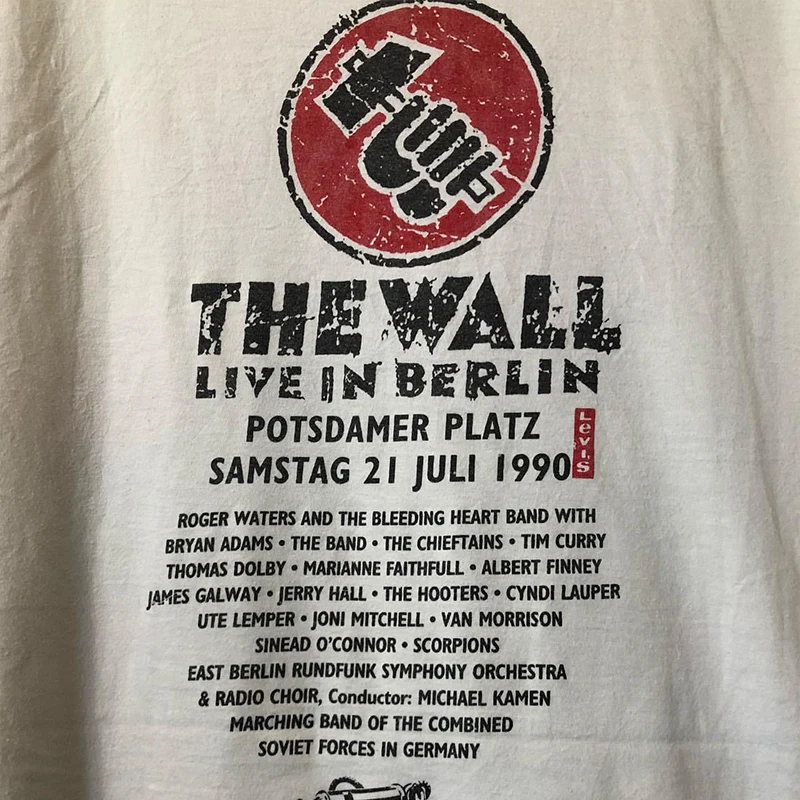 THE WALL
LIVE IN BERLIN
POTSDAMER PLATZ
SAMSTAG 21 JULI 1990
Levi's
ROGER WATERS AND THE BLEEDING HEART BAND WITH
BRYAN ADAMS • THE BAND • THE CHIEFTAINS • TIM CURRY
THOMAS DOLBY • MARIANNE FAITHFULL • ALBERT FINNEY
JAMES GALWAY • JERRY HALL • THE HOOTERS • CYNDI LAUPER
UTE LEMPER • JONI MITCHELL • VAN MORRISON
SINEAD O'CONNOR • SCORPIONS
EAST BERLIN RUNDFUNK SYMPHONY ORCHESTRA
& RADIO CHOIR, Conductor: MICHAEL KAMEN
MARCHING BAND OF THE COMBINED
SOVIET FORCES IN GERMANY